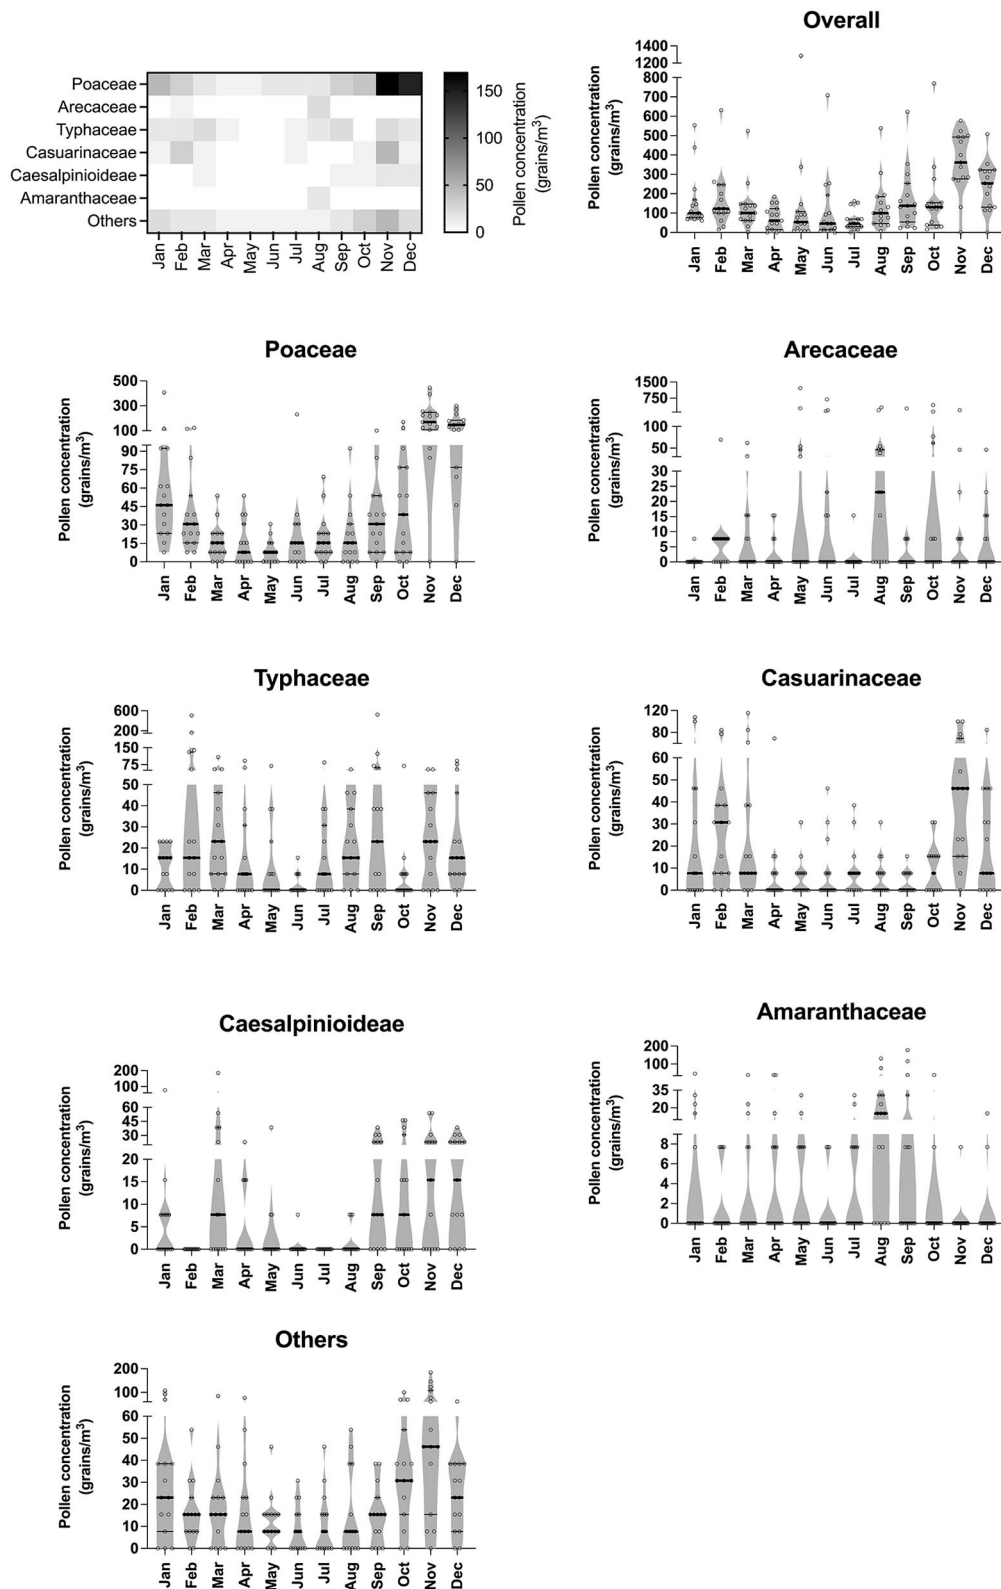 Overall
Poaceae
Arecaceae
Typhaceae
Casuarinaceae
Caesalpinioideae
Amaranthaceae
Others
Jan Feb Mar Apr May Jun Jul Aug Sep Oct Nov Dec
150
100
50
0
Pollen concentration
(grains/m³)
Pollen concentration
(grains/m³)
1400
1200
1000
800
700
600
500
400
300
200
100
0
Jan Feb Mar Apr May Jun Jul Aug Sep Oct Nov Dec
Poaceae
Pollen concentration
(grains/m³)
500
300
100
90
75
60
45
30
15
0
Jan Feb Mar Apr May Jun Jul Aug Sep Oct Nov Dec
Arecaceae
Pollen concentration
(grains/m³)
1500
750
100
50
30
25
20
15
10
5
0
Jan Feb Mar Apr May Jun Jul Aug Sep Oct Nov Dec
Typhaceae
Pollen concentration
(grains/m³)
600
200
150
75
50
40
30
20
10
0
Jan Feb Mar Apr May Jun Jul Aug Sep Oct Nov Dec
Casuarinaceae
Pollen concentration
(grains/m³)
120
100
80
60
50
40
30
20
10
0
Jan Feb Mar Apr May Jun Jul Aug Sep Oct Nov Dec
Caesalpinioideae
Pollen concentration
(grains/m³)
200
100
60
30
20
15
10
5
0
Jan Feb Mar Apr May Jun Jul Aug Sep Oct Nov Dec
Amaranthaceae
Pollen concentration
(grains/m³)
200
100
35
20
8
6
4
2
0
Jan Feb Mar Apr May Jun Jul Aug Sep Oct Nov Dec
Others
Pollen concentration
(grains/m³)
200
100
60
50
40
30
20
10
0
Jan Feb Mar Apr May Jun Jul Aug Sep Oct Nov Dec